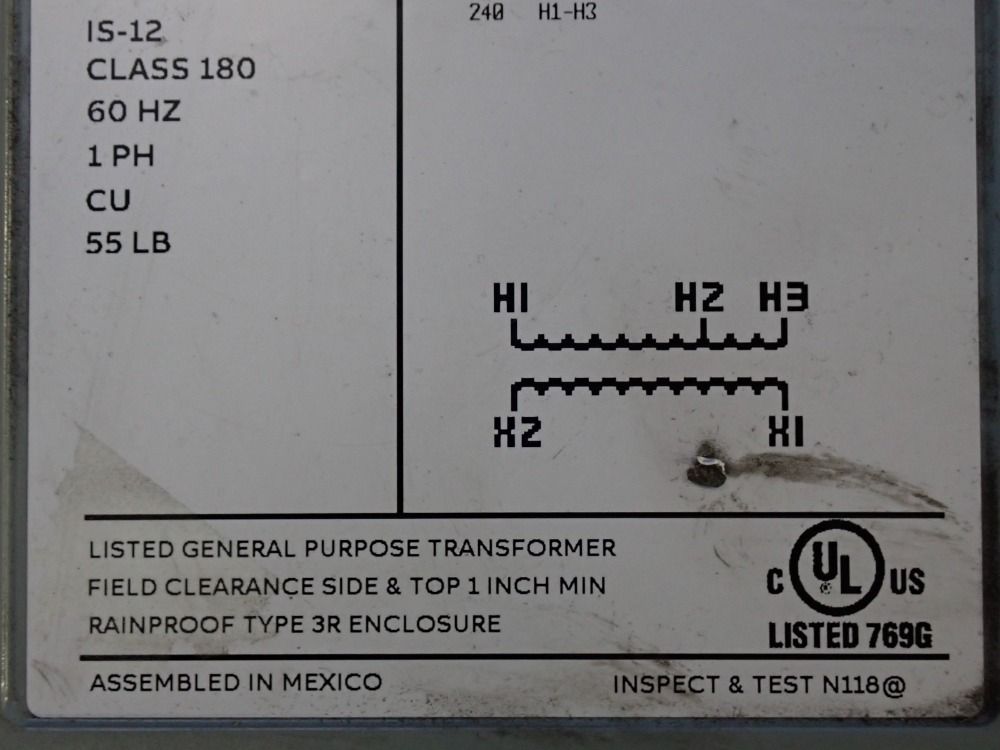 IS-12
CLASS 180
60 HZ
1 PH
CU
55 LB
240 H1-H3
H1 H2 H3
X2 X1
LISTED GENERAL PURPOSE TRANSFORMER
FIELD CLEARANCE SIDE & TOP 1 INCH MIN
RAINPROOF TYPE 3R ENCLOSURE
C UL US
LISTED 769G
ASSEMBLED IN MEXICO
INSPECT & TEST N118@